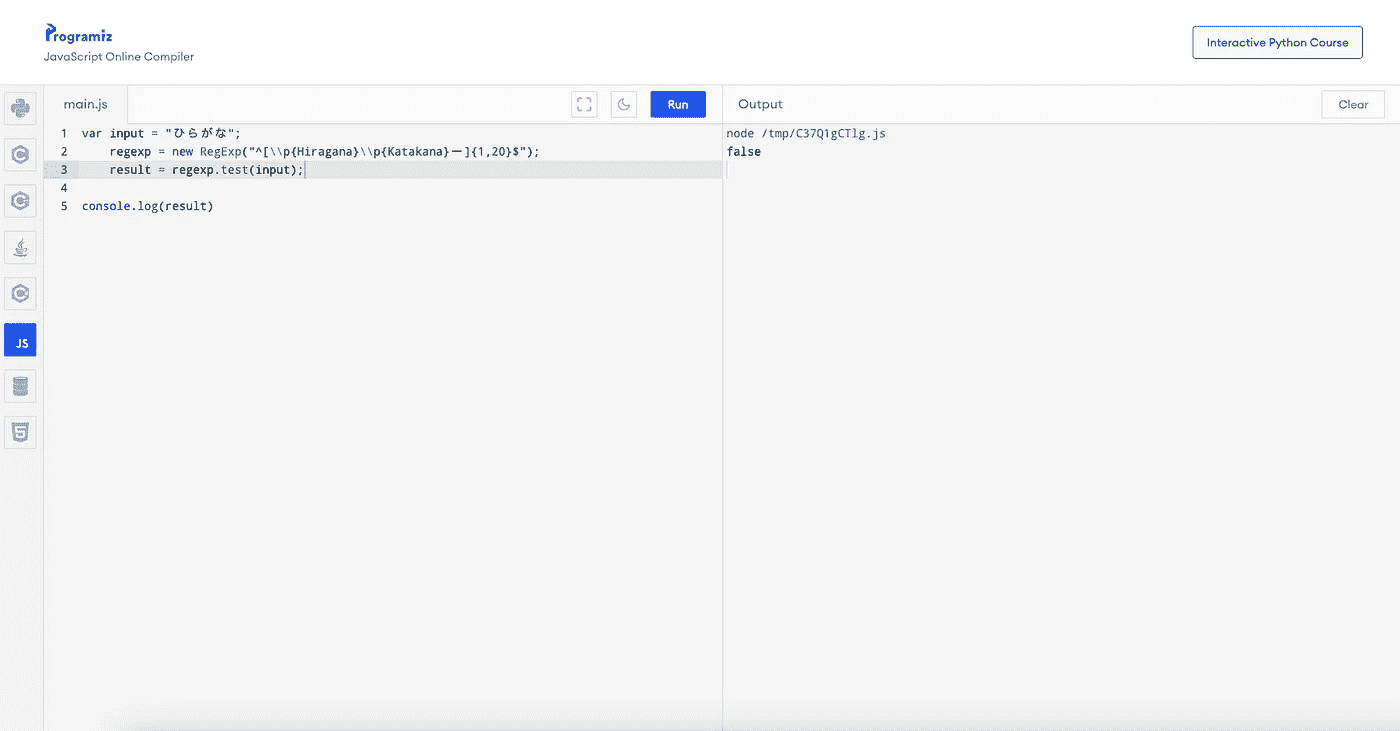 Programiz
JavaScript Online Compiler
Interactive Python Course
main.js
Run
Output
Clear
1 var input = "ひらがな";
2 regexp = new RegExp("^[\\p{Hiragana}\\p{Katakana}ー]{1,20}$");
3 result = regexp.test(input);
4
5 console.log(result)
node /tmp/C37Q1gCTlg.js
false
JS
5